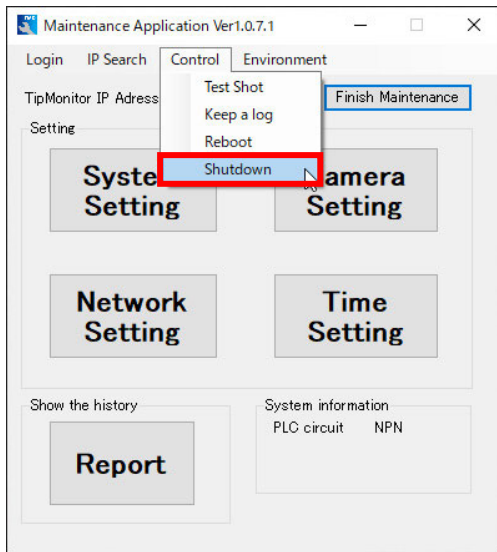 Maintenance Application Ver1.0.7.1
Login IP Search Control Environment
Test Shot
TipMonitor IP Adress
Finish Maintenance
Keep a log
Setting
Reboot
Shutdown
Setting
Setting
Network
Setting
Time
Setting
Show the history
Report
System information
PLC circuit NPN